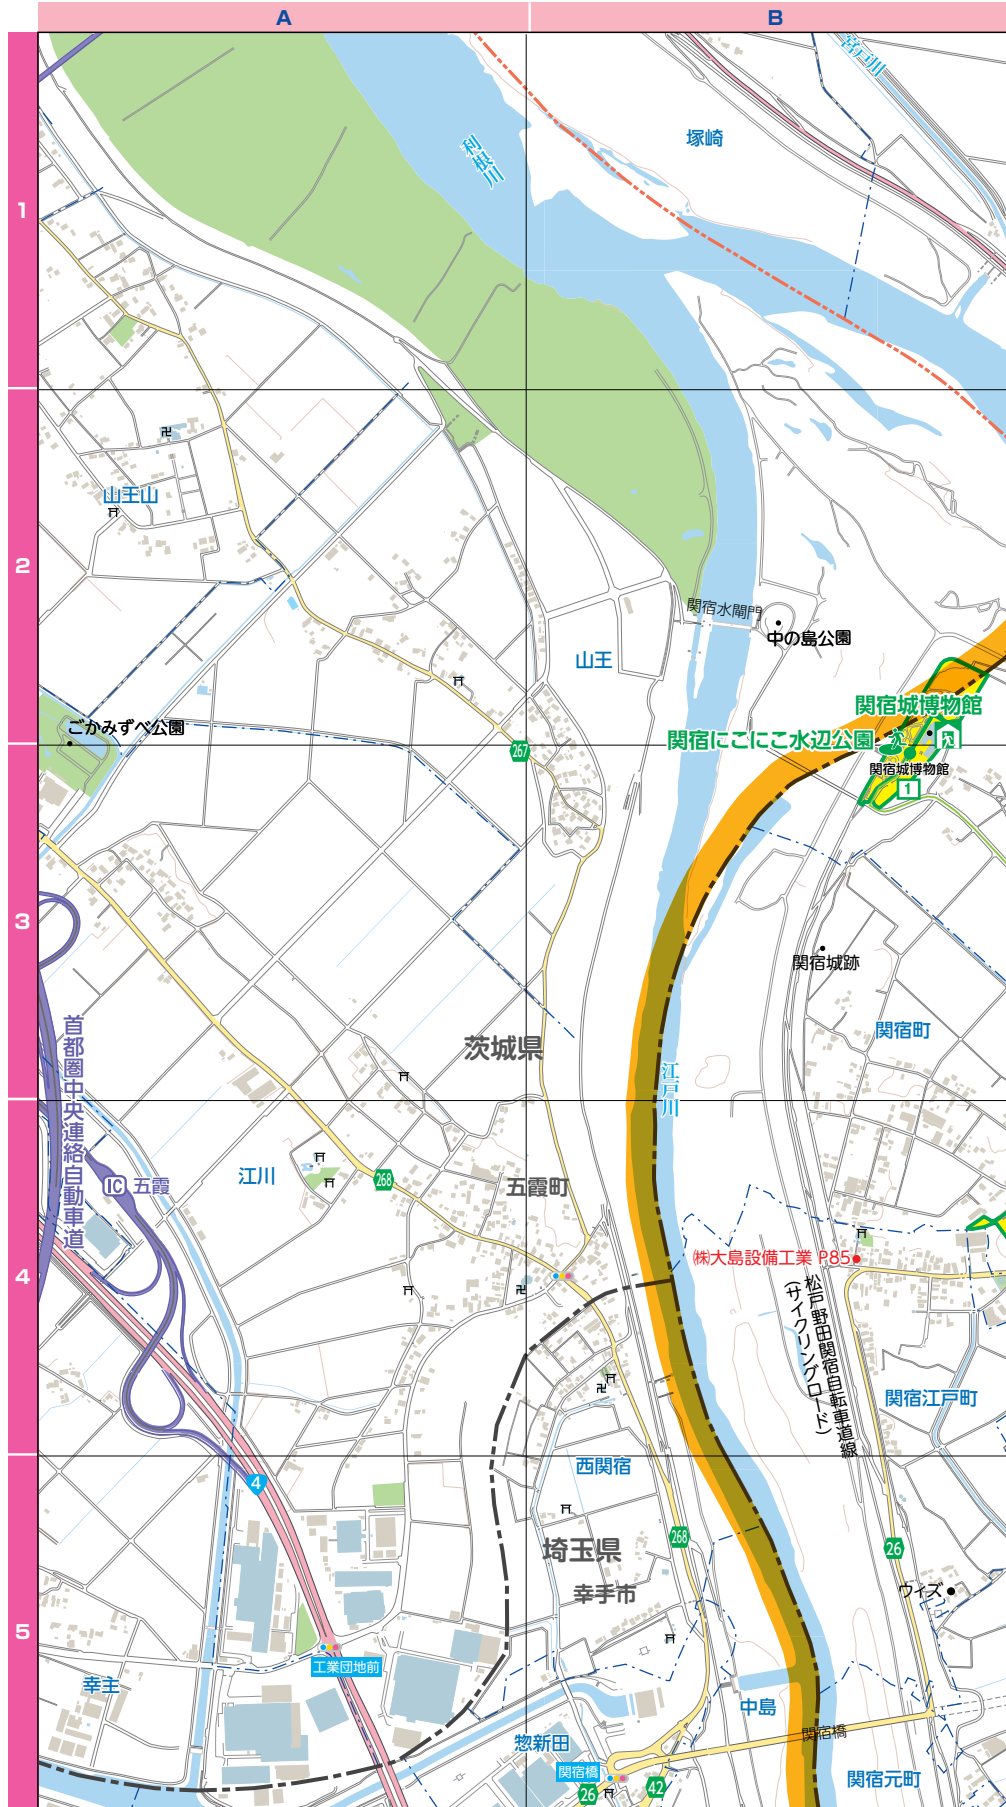 A
B
1
2
3
4
5
宮戸川
塚崎
利根川
山王山
関宿水閘門
中の島公園
山王
関宿城博物館
ごかみずべ公園
関宿にこにこ水辺公園
267
関宿城博物館
1
関宿城跡
関宿町
首都圏中央連絡自動車道
茨城県
江戸川
江川
268
五霞町
IC 五霞
㈱大島設備工業 P85
松戸野田関宿自転車道線
(サイクリングロード)
関宿江戸町
西関宿
4
埼玉県
268
26
幸手市
ウィズ
工業団地前
幸主
中島
関宿橋
惣新田
関宿橋
関宿元町
26
42